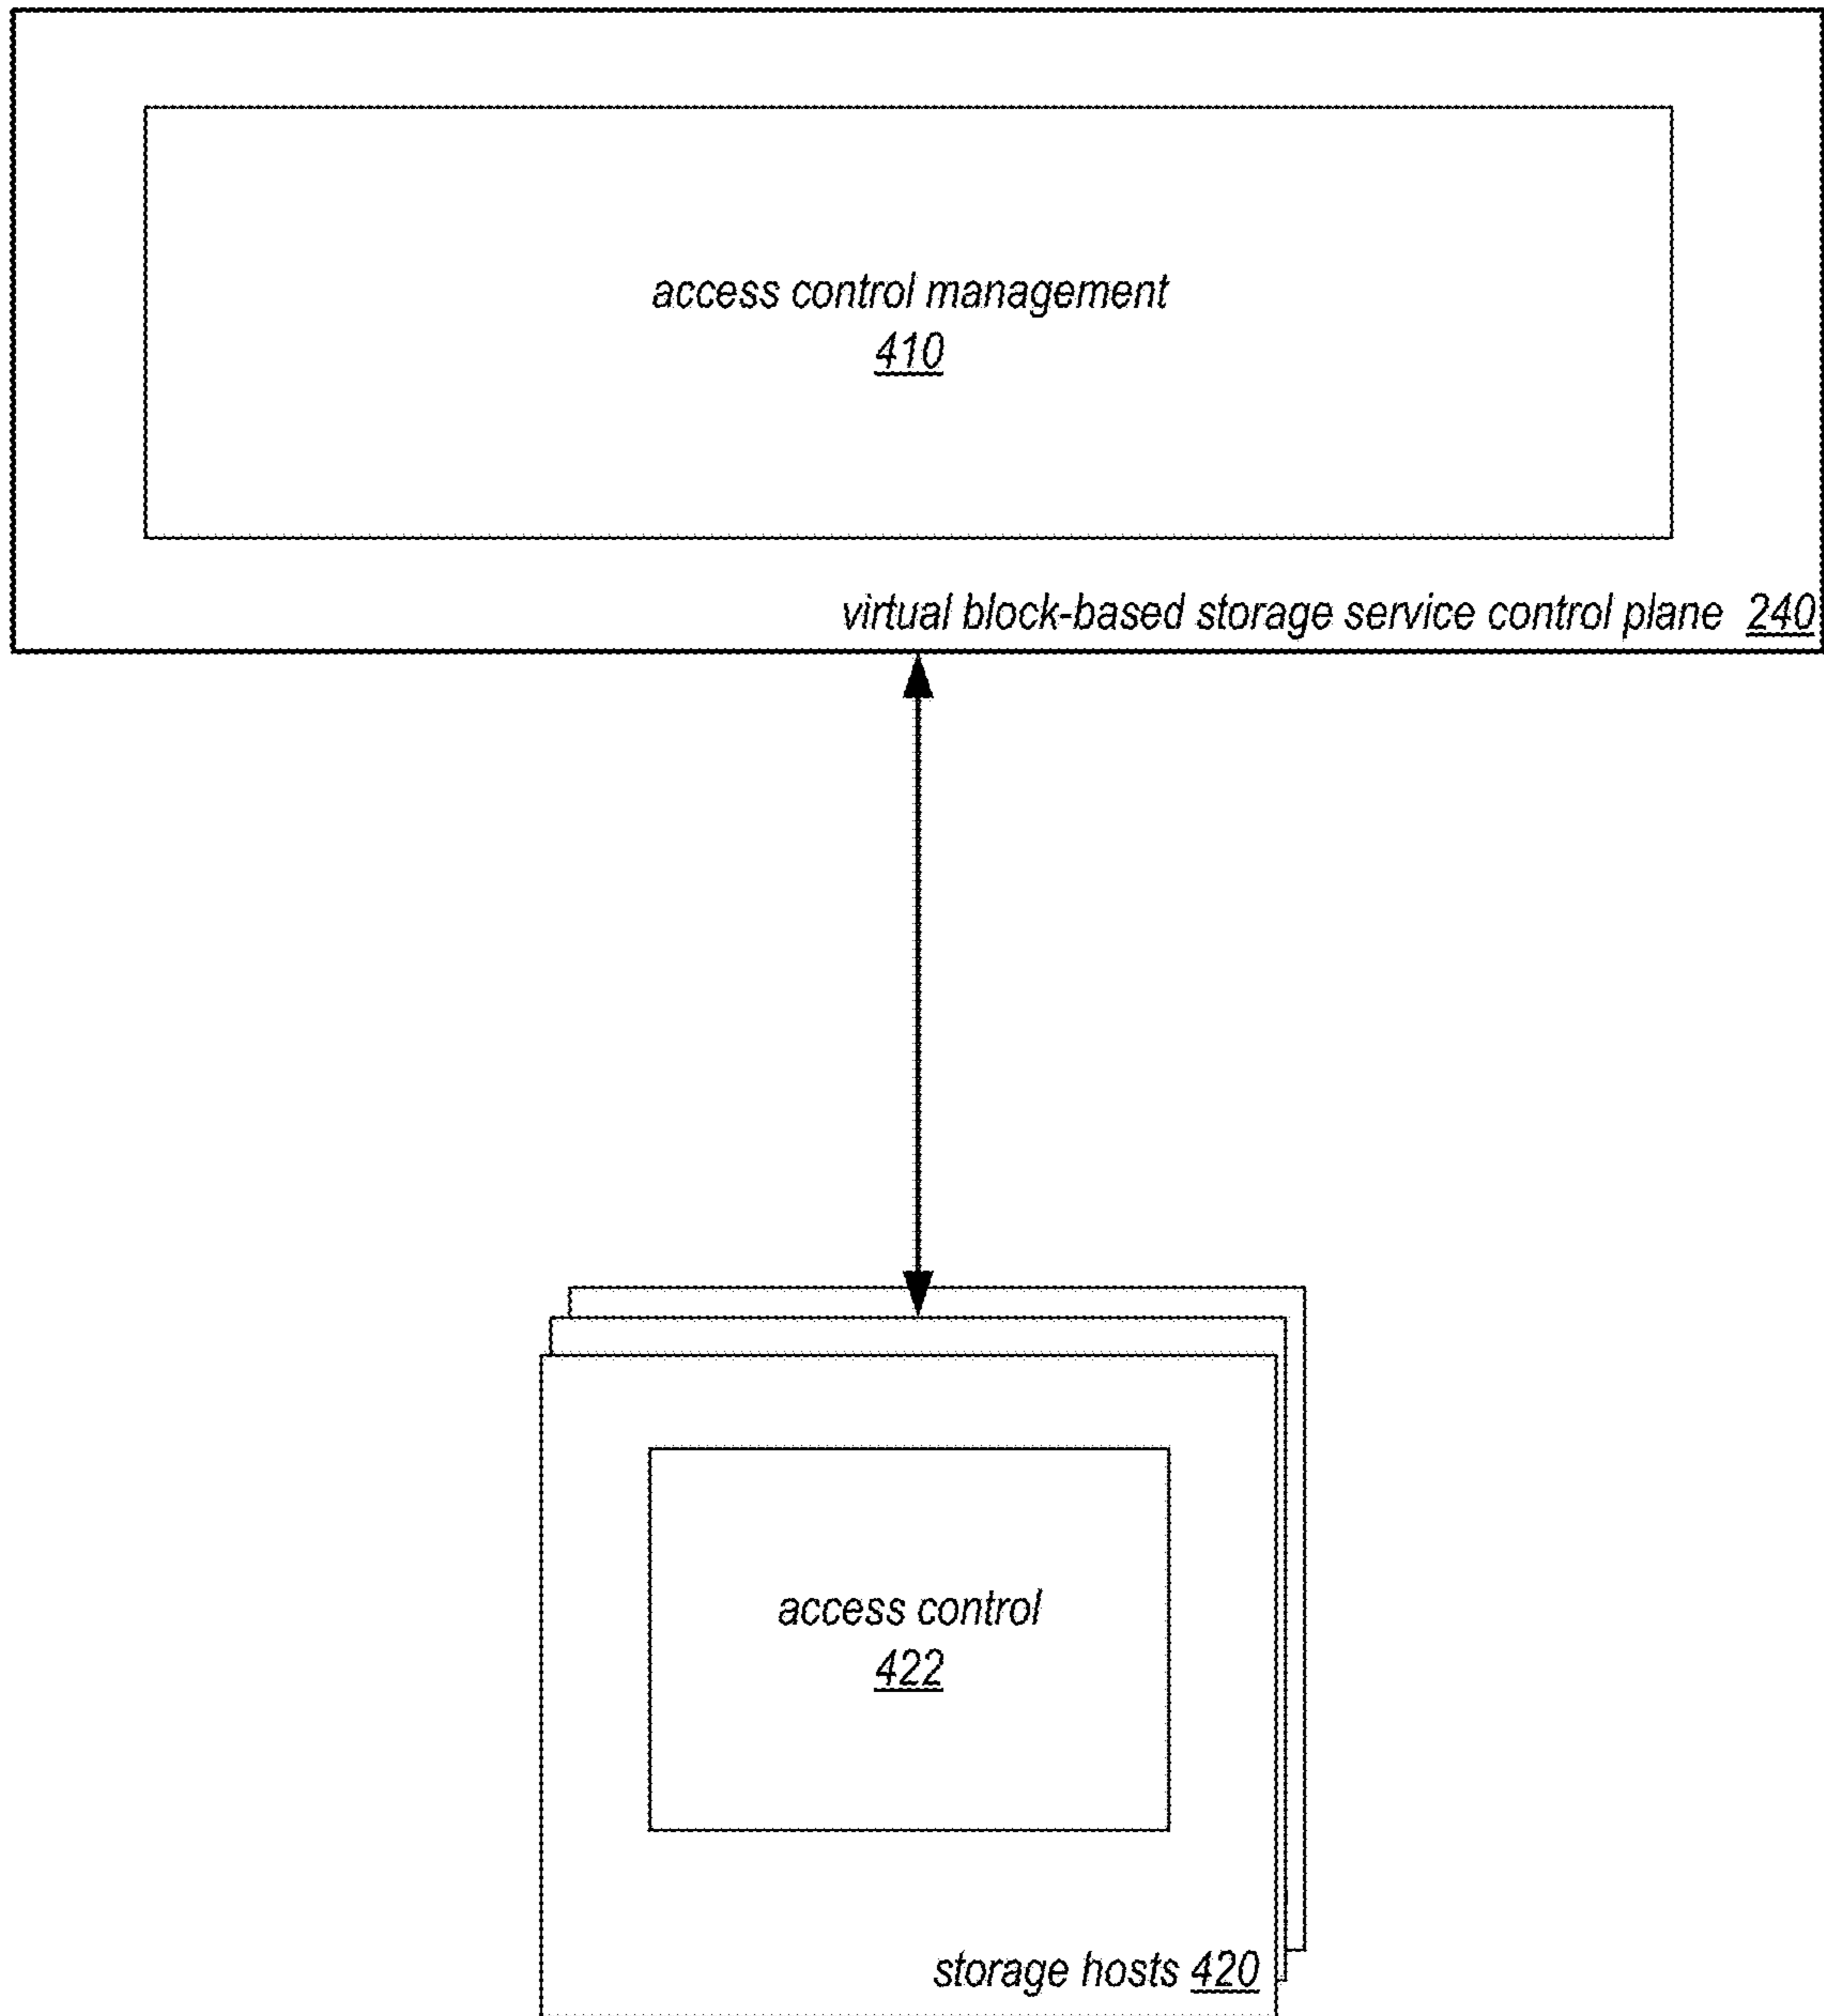 access control management
410
virtual block-based storage service control plane 240
access control
422
storage hosts 420